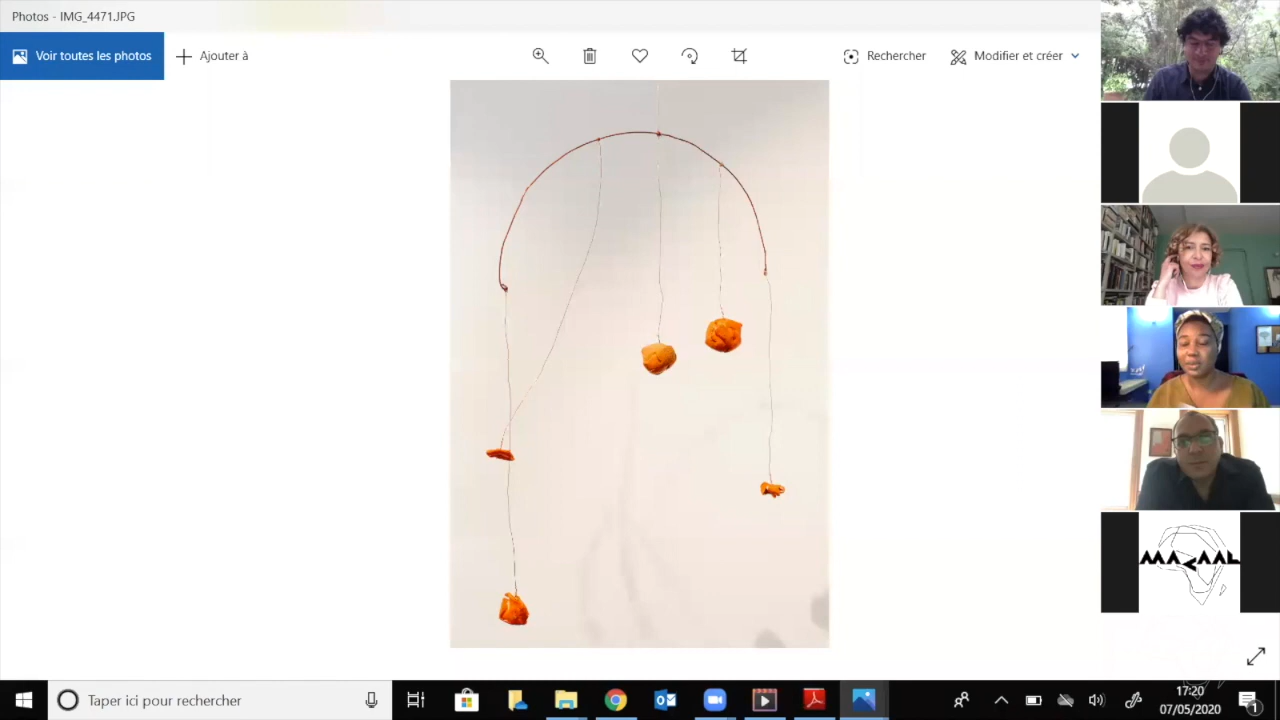 Photos - IMG_4471.JPG
Voir toutes les photos
Ajouter à
Rechercher
Modifier et créer
MACAAL
Taper ici pour rechercher
17:20
07/05/2020
1